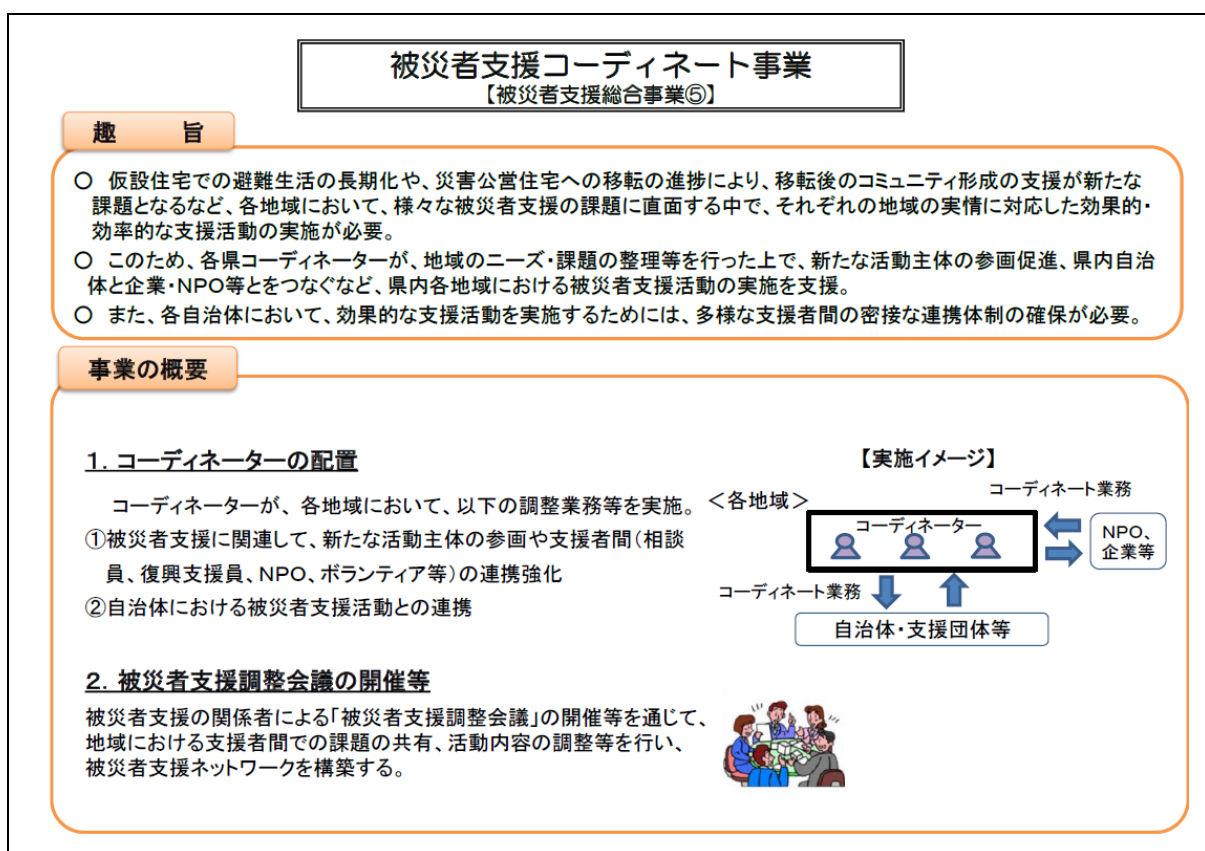 被災者支援コーディネート事業
【被災者支援総合事業⑤】
趣　　旨
○　仮設住宅での避難生活の長期化や、災害公営住宅への移転の進捗により、移転後のコミュニティ形成の支援が新たな
課題となるなど、各地域において、様々な被災者支援の課題に直面する中で、それぞれの地域の実情に対応した効果的・
効率的な支援活動の実施が必要。
○　このため、各県コーディネーターが、地域のニーズ・課題の整理等を行った上で、新たな活動主体の参画促進、県内自治
体と企業・NPO等とをつなぐなど、県内各地域における被災者支援活動の実施を支援。
○　また、各自治体において、効果的な支援活動を実施するためには、多様な支援者間の密接な連携体制の確保が必要。
事業の概要
１．コーディネーターの配置
コーディネーターが、各地域において、以下の調整業務等を実施。
①被災者支援に関連して、新たな活動主体の参画や支援者間（相談
員、復興支援員、NPO、ボランティア等）の連携強化
②自治体における被災者支援活動との連携
【実施イメージ】
＜各地域＞
コーディネート業務
コーディネーター
NPO、
企業等
コーディネート業務
自治体・支援団体等
２．被災者支援調整会議の開催等
被災者支援の関係者による「被災者支援調整会議」の開催等を通じて、
地域における支援者間での課題の共有、活動内容の調整等を行い、
被災者支援ネットワークを構築する。